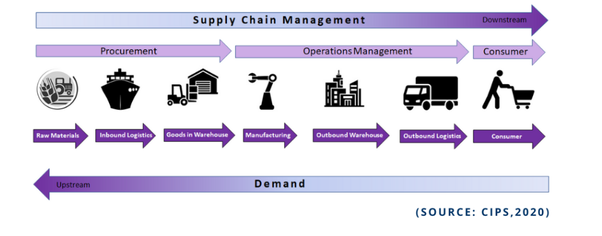 Supply Chain Management
Downstream
Procurement
Operations Management
Consumer
Raw Materials
Inbound Logistics
Goods in Warehouse
Manufacturing
Outbound Warehouse
Outbound Logistics
Consumer
Upstream
Demand
(SOURCE: CIPS,2020)